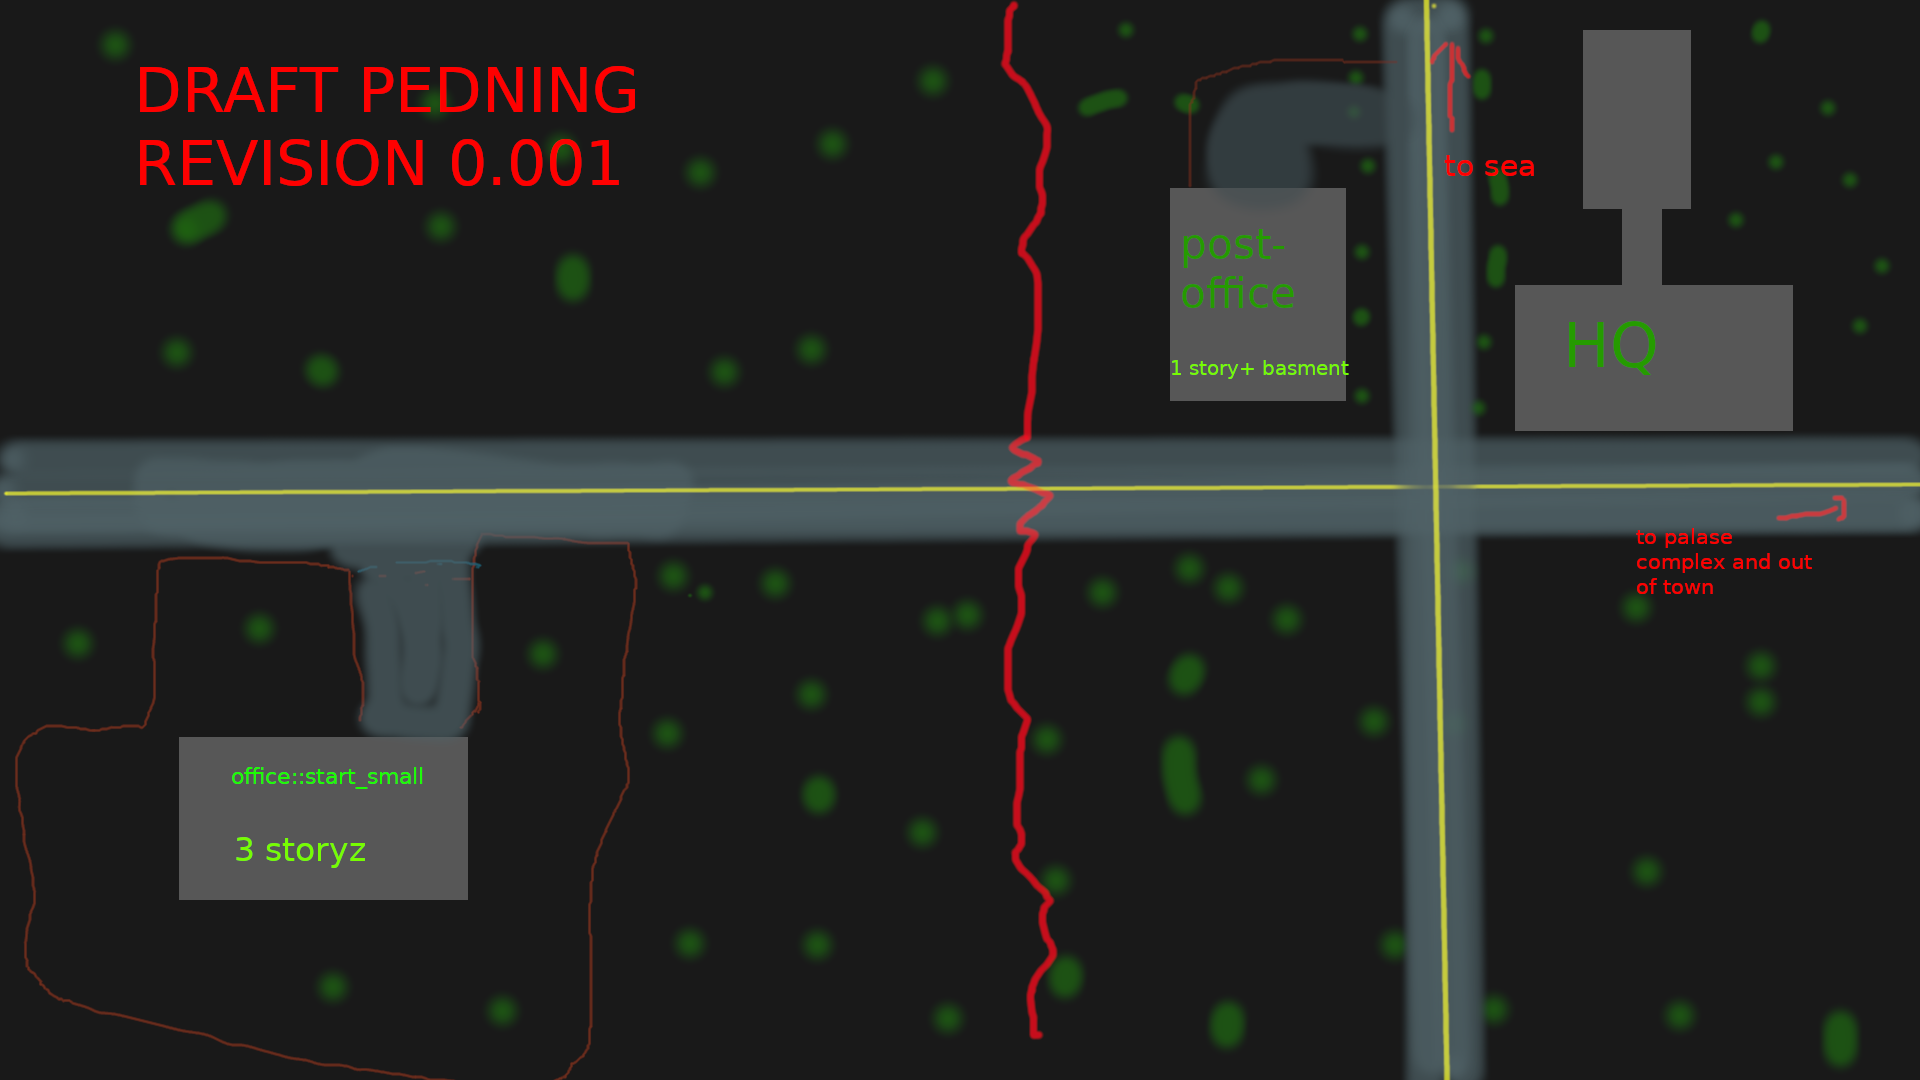 DRAFT PEDNING
REVISION 0.001
to sea
post-
office
1 story+ basment
HQ
to palase
complex and out
of town
office::start_small
3 storyz